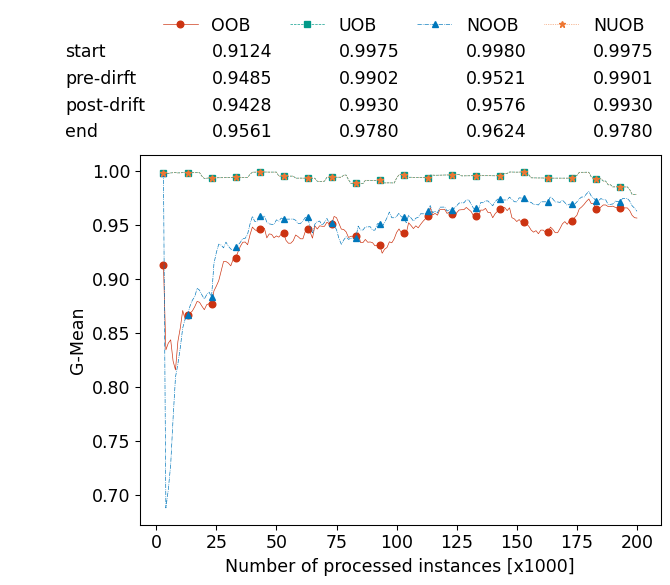 OOB UOB NOOB NUOB
start 0.9124 0.9975 0.9980 0.9975
pre-dirft 0.9485 0.9902 0.9521 0.9901
post-drift 0.9428 0.9930 0.9576 0.9930
end 0.9561 0.9780 0.9624 0.9780
1.00
0.95
0.90
0.85
0.80
0.75
0.70
G-Mean
0 25 50 75 100 125 150 175 200
Number of processed instances [x1000]